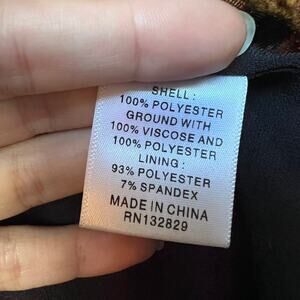 SHELL :
100% POLYESTER
GROUND WITH
100% VISCOSE AND
100% POLYESTER
LINING :
93% POLYESTER
7% SPANDEX
MADE IN CHINA
RN132829